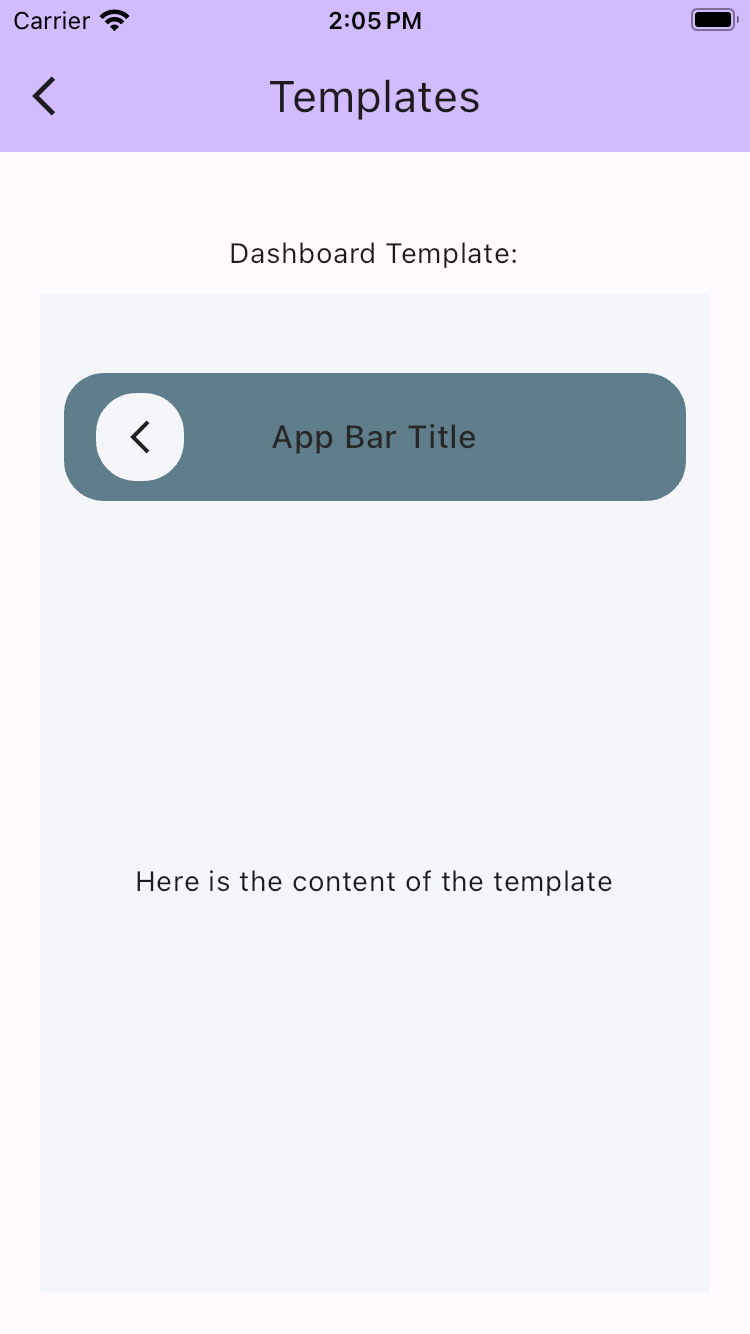 Carrier 2:05 PM
Templates
Dashboard Template:
App Bar Title
Here is the content of the template